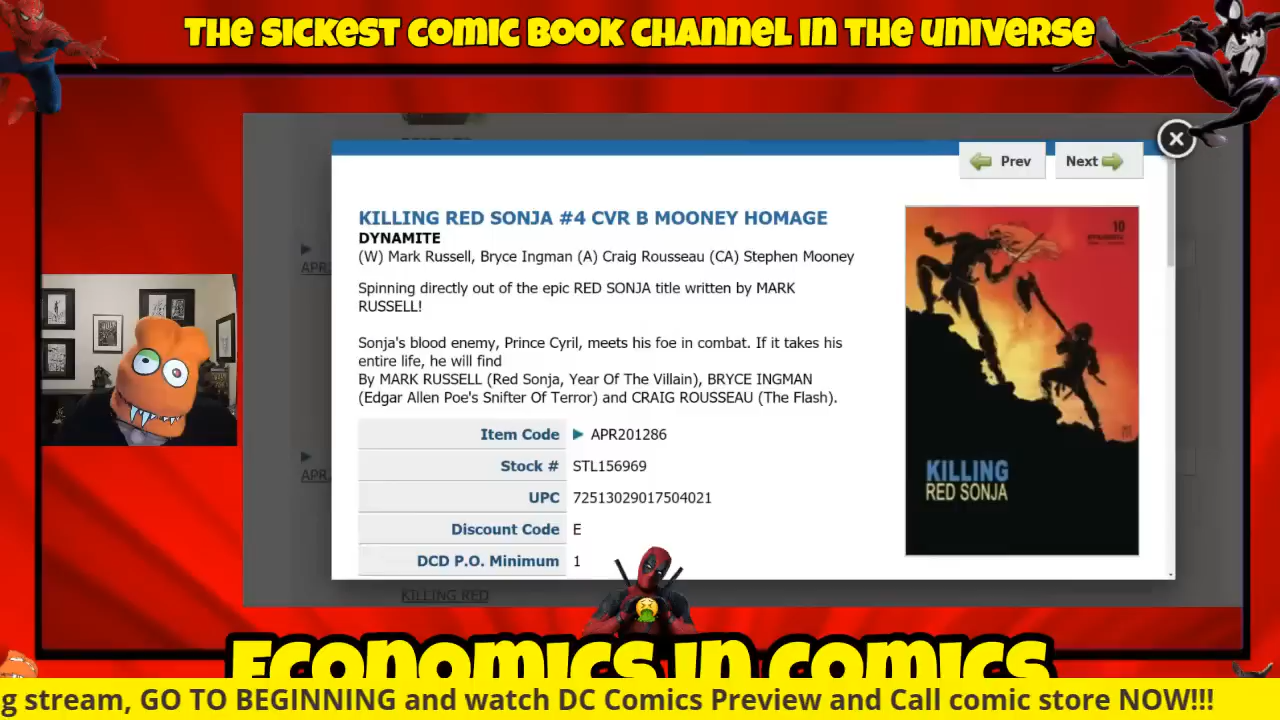 THE SICKEST COMIC BOOK CHANNEL IN THE UNIVERSE
Prev
Next
KILLING RED SONJA #4 CVR B MOONEY HOMAGE
DYNAMITE
(W) Mark Russell, Bryce Ingman (A) Craig Rousseau (CA) Stephen Mooney
Spinning directly out of the epic RED SONJA title written by MARK
RUSSELL!
Sonja's blood enemy, Prince Cyril, meets his foe in combat. If it takes his
entire life, he will find
By MARK RUSSELL (Red Sonja, Year Of The Villain), BRYCE INGMAN
(Edgar Allen Poe's Snifter Of Terror) and CRAIG ROUSSEAU (The Flash).
Item Code APR201286
Stock # STL156969
UPC 72513029017504021
Discount Code E
DCD P.O. Minimum 1
10
KILLING
RED SONJA
APR
APR
KILLING RED
ECONOMICS IN COMICS
g stream, GO TO BEGINNING and watch DC Comics Preview and Call comic store NOW!!!